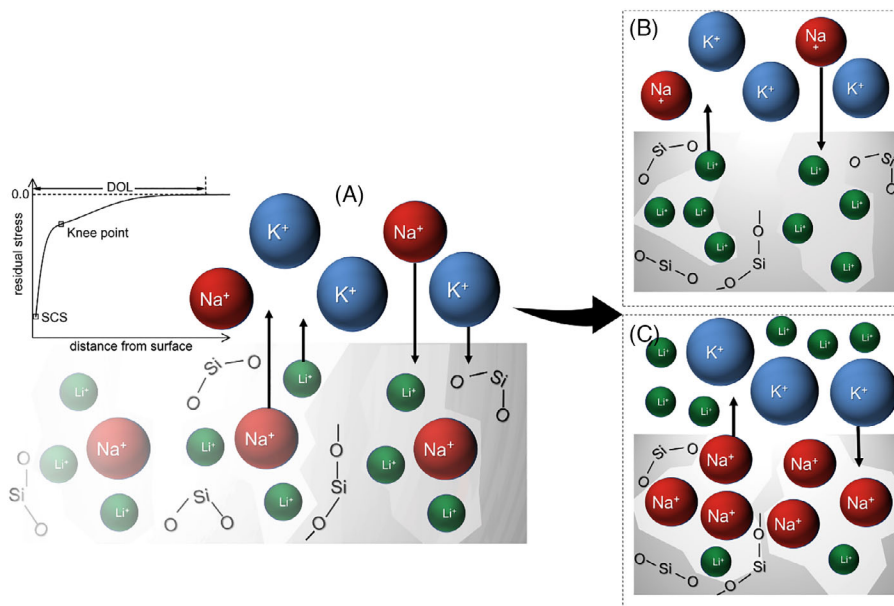 (A)
DOL
0.0
Knee point
SCS
residual stress
distance from surface
K⁺
Na⁺
Na⁺
K⁺
K⁺
Si
O
O
Li⁺
Li⁺
Li⁺
O
Si
O
Li⁺
Na⁺
Li⁺
Na⁺
O
Na⁺
O
Li⁺
Si
Li⁺
Si
Si
O
Li⁺
O
O
Li⁺
Li⁺
O
(B)
K⁺
Na
+
Na
+
K⁺
K⁺
Si
O
O
Li⁺
Li⁺
O
Si
O
Li⁺
Li⁺
O
Li⁺
Li⁺
Li⁺
Li⁺
O
Si
O
Si
(C)
Li⁺
Li⁺
Li⁺
Li⁺
K⁺
Li⁺
K⁺
K⁺
Li⁺
Si
O
O
Na⁺
Na⁺
Na⁺
Na⁺
Na⁺
Na⁺
O
Li⁺
Li⁺
O
Si
O
Si